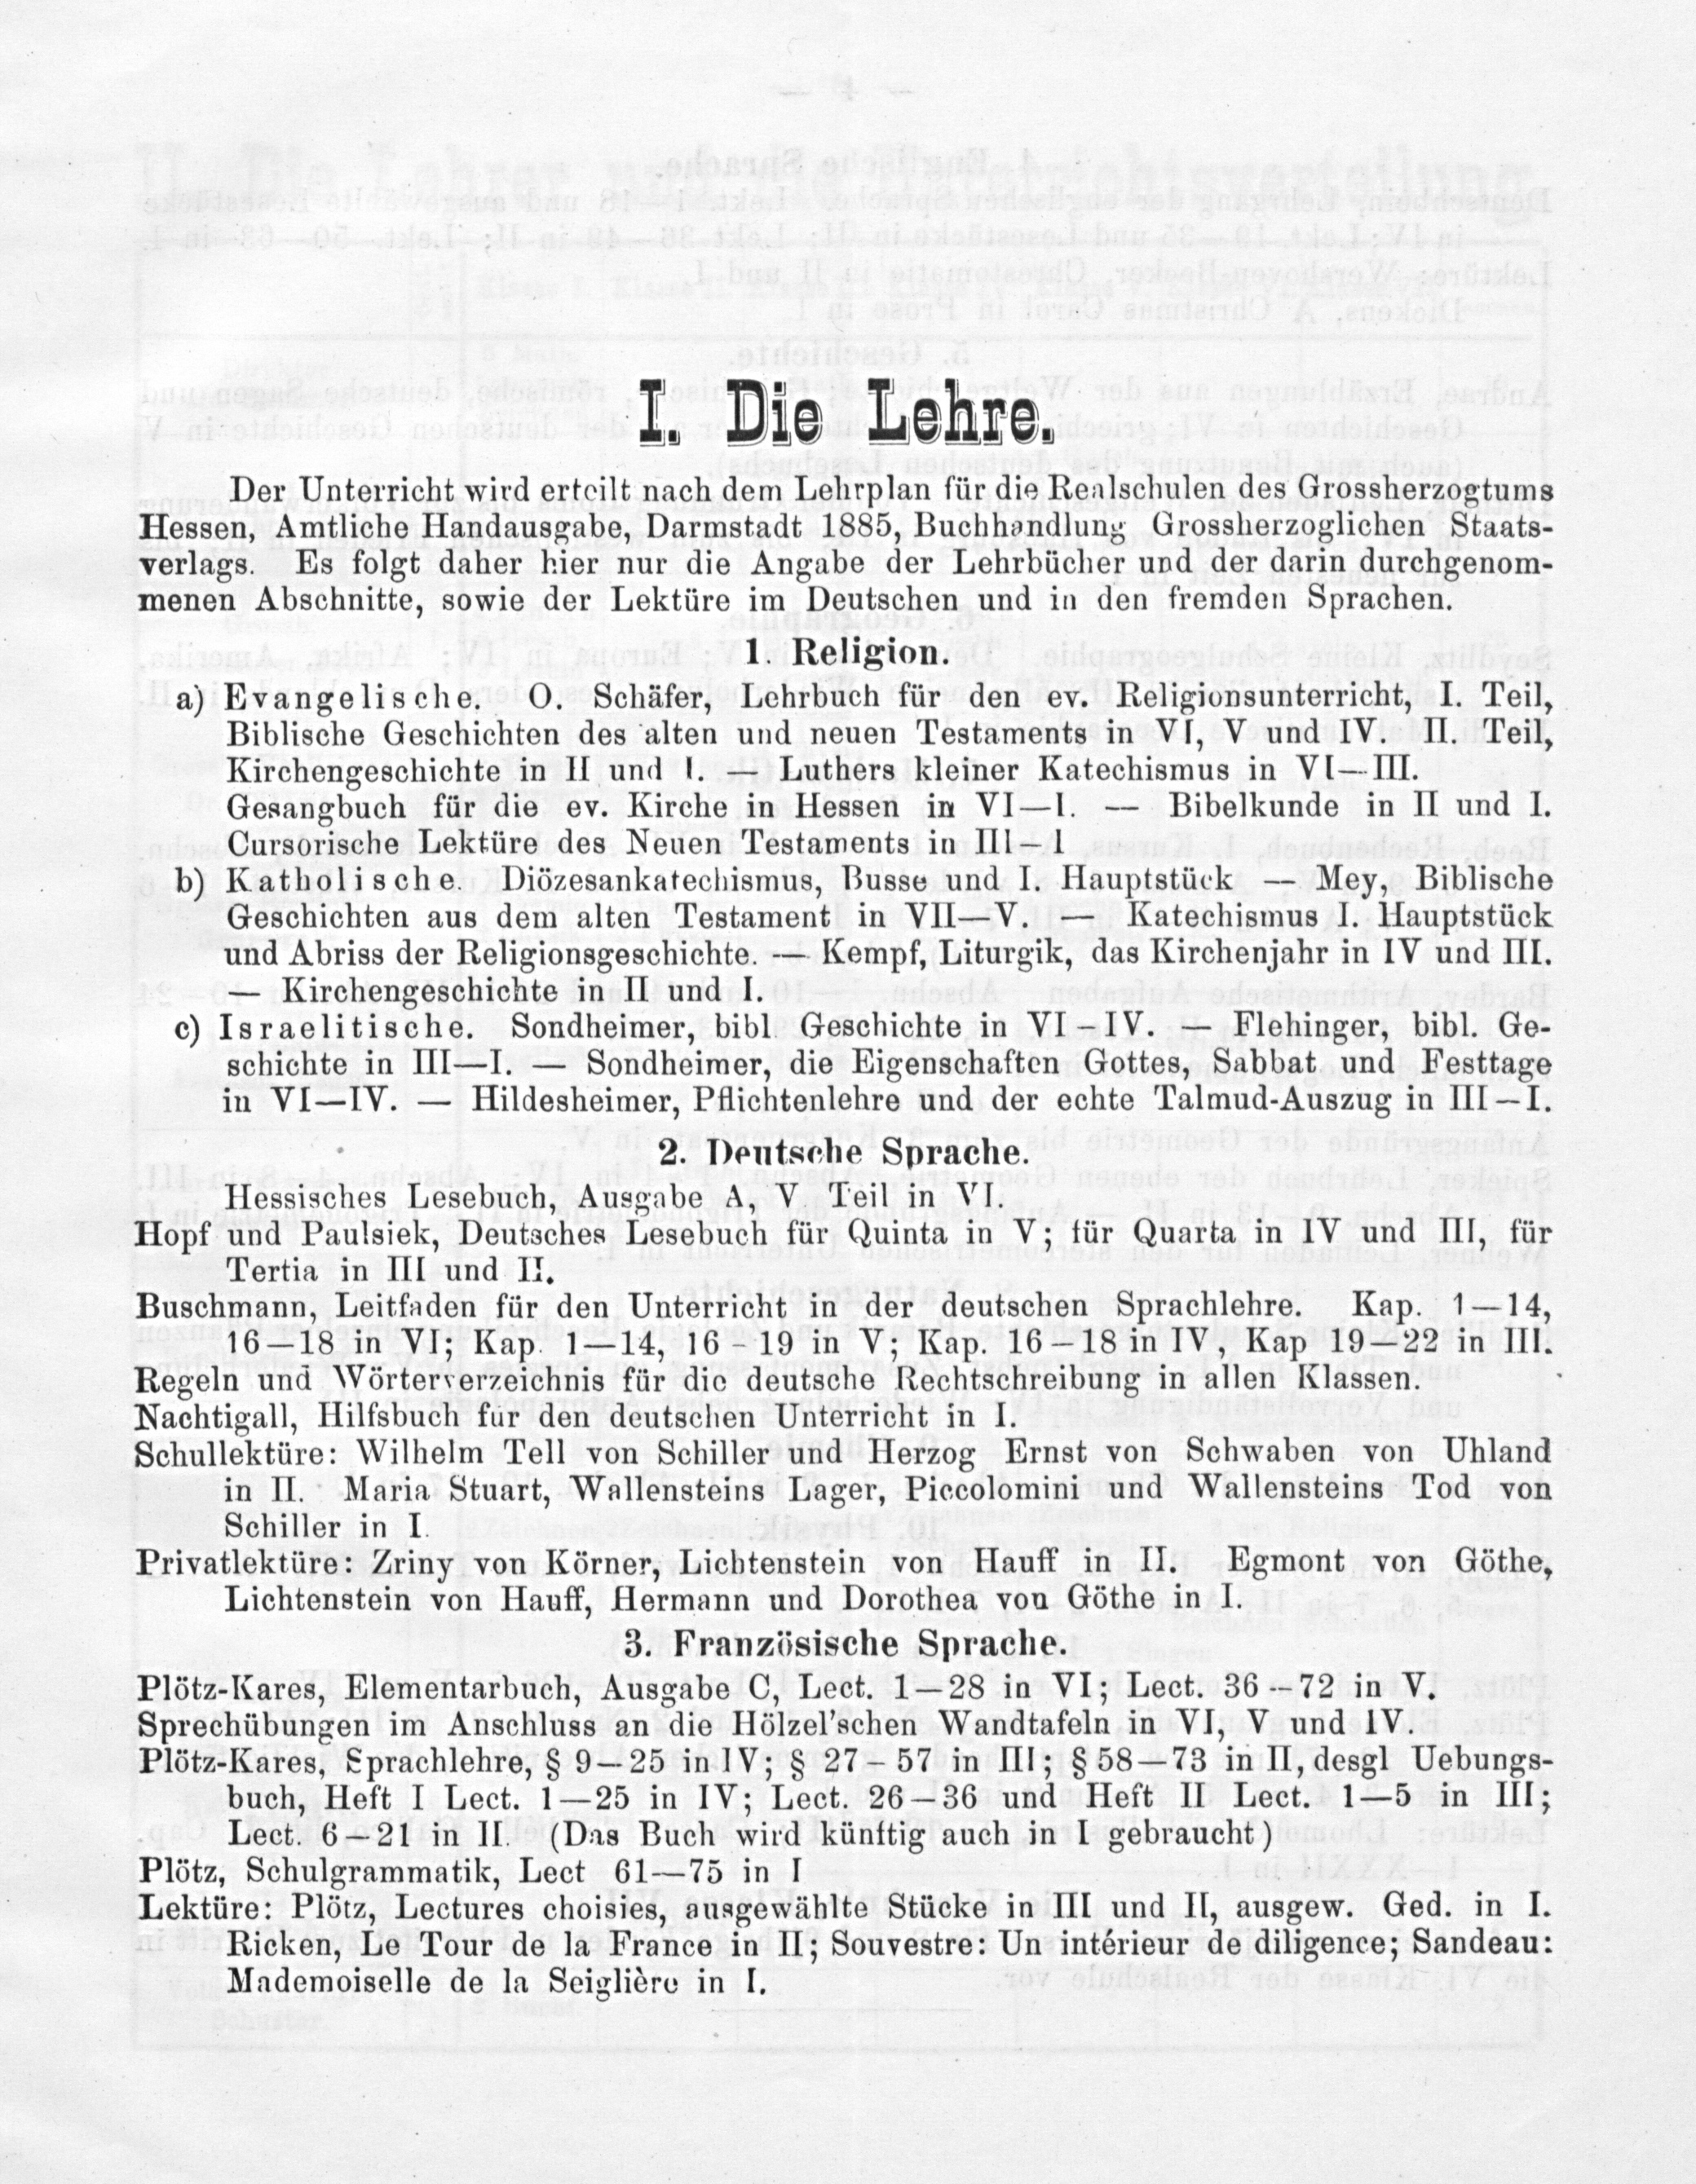 I. Die Lehre.
Der Unterricht wird erteilt nach dem Lehrplan für die Realschulen des Grossherzogtums
Hessen, Amtliche Handausgabe, Darmstadt 1885, Buchhandlung Grossherzoglichen Staats-
verlags. Es folgt daher hier nur die Angabe der Lehrbücher und der darin durchgenom-
menen Abschnitte, sowie der Lektüre im Deutschen und in den fremden Sprachen.
1. Religion.
a) Evangelische. O. Schäfer, Lehrbuch für den ev. Religionsunterricht, I. Teil,
Biblische Geschichten des alten und neuen Testaments in VI, V und IV. II. Teil,
Kirchengeschichte in II und I. — Luthers kleiner Katechismus in VI—III.
Gesangbuch für die ev. Kirche in Hessen in VI—I. — Bibelkunde in II und I.
Cursorische Lektüre des Neuen Testaments in III—I
b) Katholische. Diözesankatechismus, Busse und I. Hauptstück — Mey, Biblische
Geschichten aus dem alten Testament in VII—V. — Katechismus I. Hauptstück
und Abriss der Religionsgeschichte. — Kempf, Liturgik, das Kirchenjahr in IV und III.
— Kirchengeschichte in II und I.
c) Israelitische. Sondheimer, bibl. Geschichte in VI–IV. — Flehinger, bibl. Ge-
schichte in III—I. — Sondheimer, die Eigenschaften Gottes, Sabbat und Festtage
in VI—IV. — Hildesheimer, Pflichtenlehre und der echte Talmud-Auszug in III—I.
2. Deutsche Sprache.
Hessisches Lesebuch, Ausgabe A, V. Teil in VI.
Hopf und Paulsiek, Deutsches Lesebuch für Quinta in V; für Quarta in IV und III, für
Tertia in III und II.
Buschmann, Leitfaden für den Unterricht in der deutschen Sprachlehre. Kap. 1—14,
16—18 in VI; Kap. 1—14, 16–19 in V; Kap. 16—18 in IV, Kap 19—22 in III.
Regeln und Wörterverzeichnis für die deutsche Rechtschreibung in allen Klassen.
Nachtigall, Hilfsbuch für den deutschen Unterricht in I.
Schullektüre: Wilhelm Tell von Schiller und Herzog Ernst von Schwaben von Uhland
in II. Maria Stuart, Wallensteins Lager, Piccolomini und Wallensteins Tod von
Schiller in I.
Privatlektüre: Zriny von Körner, Lichtenstein von Hauff in II. Egmont von Göthe,
Lichtenstein von Hauff, Hermann und Dorothea von Göthe in I.
3. Französische Sprache.
Plötz-Kares, Elementarbuch, Ausgabe C, Lect. 1—28 in VI; Lect. 36—72 in V.
Sprechübungen im Anschluss an die Hölzel'schen Wandtafeln in VI, V und IV.
Plötz-Kares, Sprachlehre, § 9—25 in IV; § 27–57 in III; § 58—73 in II, desgl Uebungs-
buch, Heft I Lect. 1—25 in IV; Lect. 26—36 und Heft II Lect. 1—5 in III;
Lect. 6—21 in II. (Das Buch wird künftig auch in I gebraucht)
Plötz, Schulgrammatik, Lect 61—75 in I
Lektüre: Plötz, Lectures choisies, ausgewählte Stücke in III und II, ausgew. Ged. in I.
Ricken, Le Tour de la France in II; Souvestre: Un intérieur de diligence; Sandeau:
Mademoiselle de la Seiglière in I.